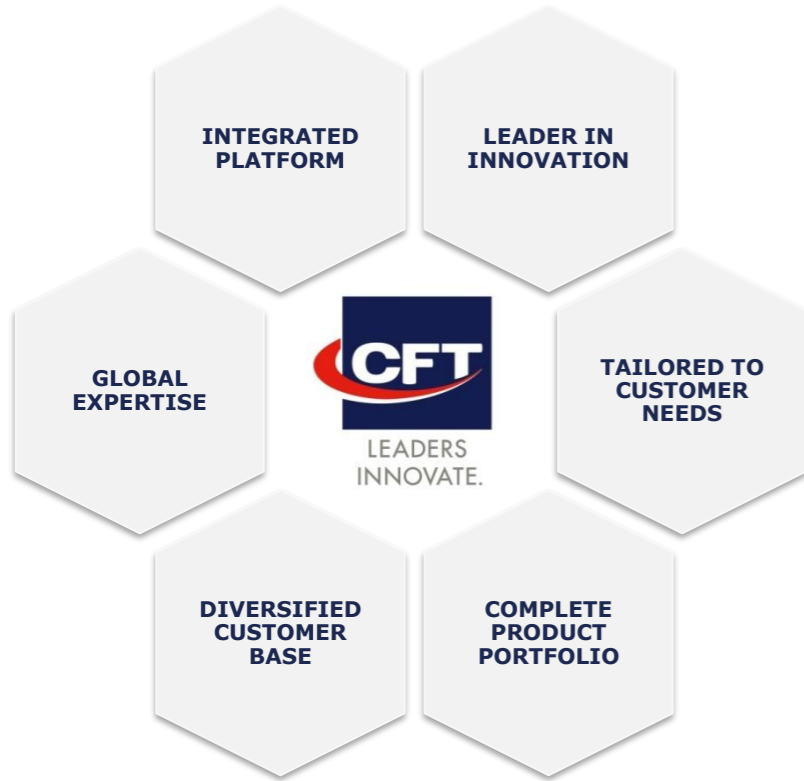 INTEGRATED
PLATFORM
LEADER IN
INNOVATION
GLOBAL
EXPERTISE
CFT
LEADERS
INNOVATE.
TAILORED TO
CUSTOMER
NEEDS
DIVERSIFIED
CUSTOMER
BASE
COMPLETE
PRODUCT
PORTFOLIO